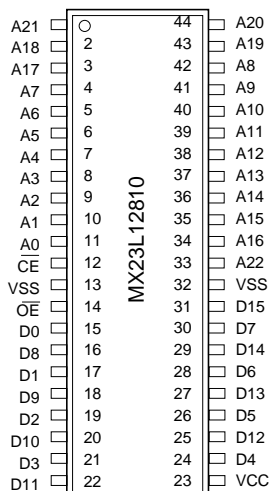 A21 44 A20
A18 2 43 A19
A17 3 42 A8
A7 4 41 A9
A6 5 40 A10
A5 6 39 A11
A4 7 38 A12
A3 8 37 A13
A2 9 36 A14
A1 10 35 A15
A0 11 34 A16
CE 12 33 A22
VSS 13 32 VSS
OE 14 31 D15
D0 15 30 D7
D8 16 29 D14
D1 17 28 D6
D9 18 27 D13
D2 19 26 D5
D10 20 25 D12
D3 21 24 D4
D11 22 23 VCC
MX23L12810